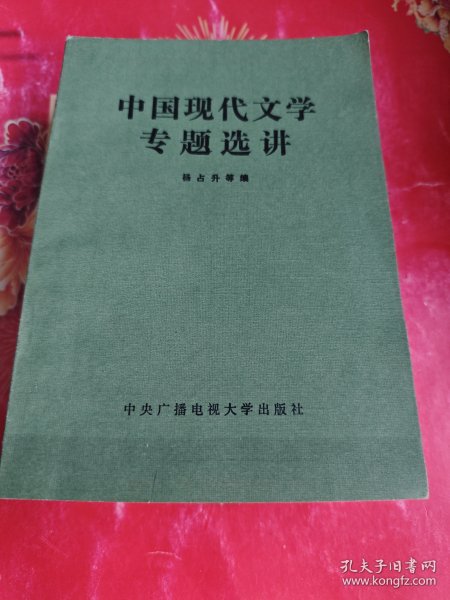 中国现代文学
专题选讲
杨占升等编
中央广播电视大学出版社
孔夫子旧书网
www.kongfz.com